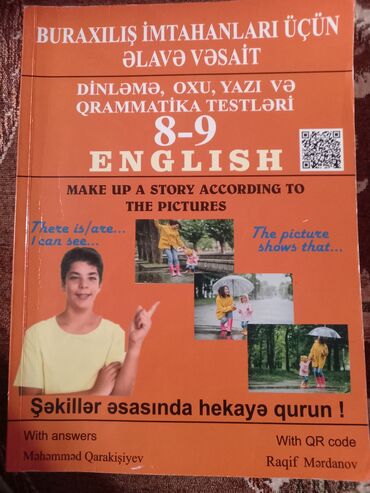 BURAXILIŞ İMTAHANLARI ÜÇÜN
ƏLAVƏ VƏSAİT
DİNLƏMƏ, OXU, YAZI VƏ
QRAMMATİKA TESTLƏRİ
8-9
ENGLISH
MAKE UP A STORY ACCORDING TO
THE PICTURES
There is/are...
I can see...
The picture
shows that...
Şəkillər əsasında hekayə qurun !
With answers
With QR code
Məhəmməd Qarakişiyev
Raqif Mərdanov